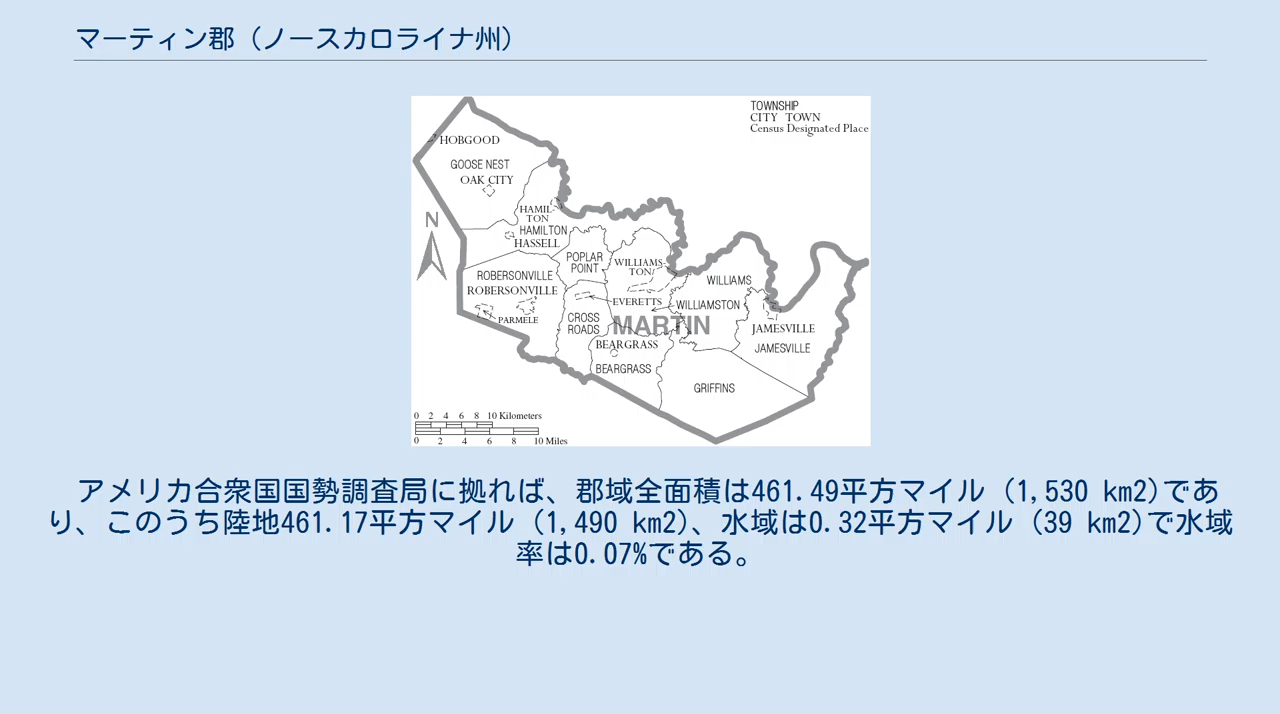 マーティン郡（ノースカロライナ州）
TOWNSHIP
CITY TOWN
Census Designated Place
HOBGOOD
GOOSE NEST
OAK CITY
N
HAMIL-
TON
HAMILTON
HASSELL
POPLAR
POINT
WILLIAMS-
TON
ROBERSONVILLE
ROBERSONVILLE
WILLIAMS
EVERETTS
WILLIAMSTON
PARMELE
CROSS
ROADS
MARTIN
JAMESVILLE
BEARGRASS
JAMESVILLE
BEARGRASS
GRIFFINS
0 2 4 6 8 10 Kilometers
0 2 4 6 8 10 Miles
アメリカ合衆国国勢調査局に拠れば、郡域全面積は461.49平方マイル (1,530 km2)であ
り、このうち陸地461.17平方マイル (1,490 km2)、水域は0.32平方マイル (39 km2)で水域
率は0.07%である。